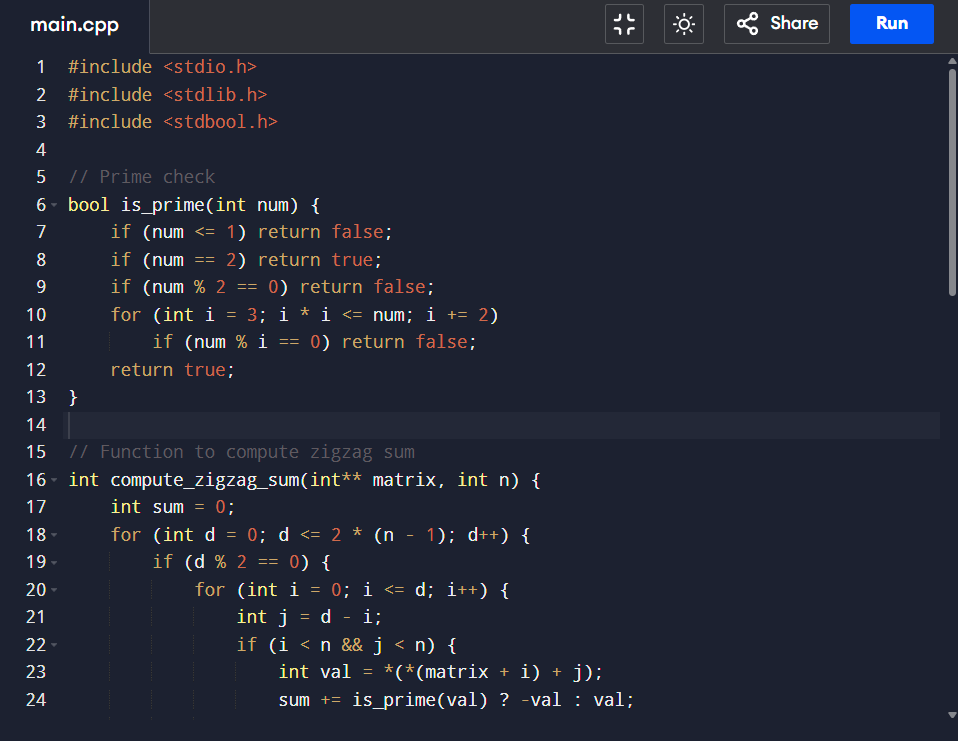 main.cpp
Share
Run
1 #include <stdio.h>
2 #include <stdlib.h>
3 #include <stdbool.h>
4
5 // Prime check
6 bool is_prime(int num) {
7     if (num <= 1) return false;
8     if (num == 2) return true;
9     if (num % 2 == 0) return false;
10     for (int i = 3; i * i <= num; i += 2)
11         if (num % i == 0) return false;
12     return true;
13 }
14
15 // Function to compute zigzag sum
16 int compute_zigzag_sum(int** matrix, int n) {
17     int sum = 0;
18     for (int d = 0; d <= 2 * (n - 1); d++) {
19         if (d % 2 == 0) {
20             for (int i = 0; i <= d; i++) {
21                 int j = d - i;
22                 if (i < n && j < n) {
23                     int val = *(*(matrix + i) + j);
24                     sum += is_prime(val) ? -val : val;